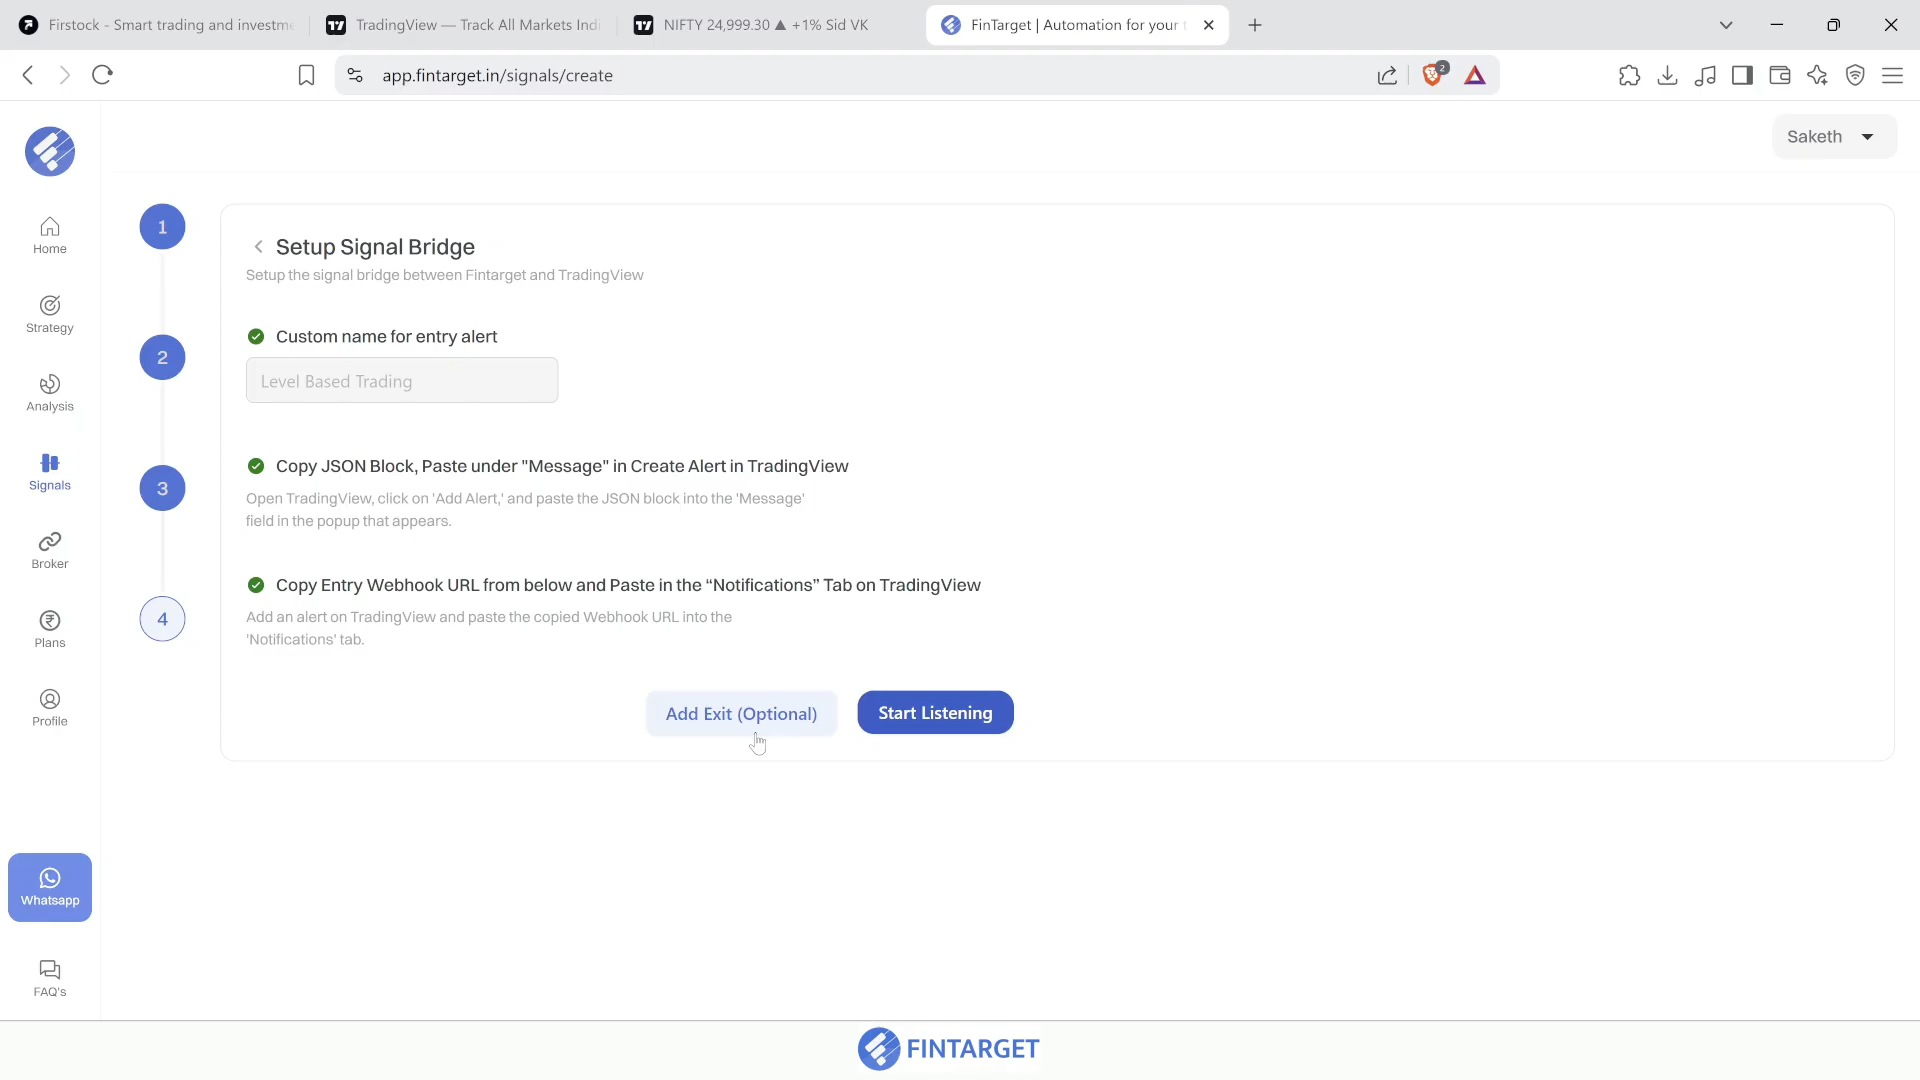 Firstock - Smart trading and investme
TradingView — Track All Markets Indi
NIFTY 24,999.30 ▲ +1% Sid VK
FinTarget | Automation for your t
app.fintarget.in/signals/create
2
Saketh
Home
Strategy
Analysis
Signals
Broker
Plans
Profile
Whatsapp
FAQ's
1
2
3
4
Setup Signal Bridge
Setup the signal bridge between Fintarget and TradingView
Custom name for entry alert
Level Based Trading
Copy JSON Block, Paste under "Message" in Create Alert in TradingView
Open TradingView, click on 'Add Alert,' and paste the JSON block into the 'Message'
field in the popup that appears.
Copy Entry Webhook URL from below and Paste in the “Notifications” Tab on TradingView
Add an alert on TradingView and paste the copied Webhook URL into the
'Notifications' tab.
Add Exit (Optional)
Start Listening
FINTARGET